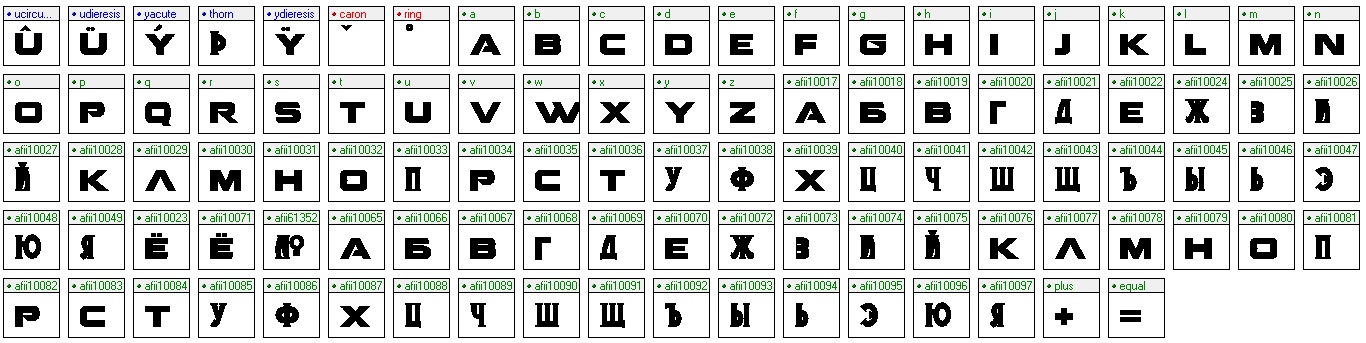 ucircu... udieresis yacute thorn ydieresis caron ring a b c d e f g h i j k l m n
Û Ü Ý Þ Ÿ ˇ ˚ A B C D E F G H I J K L M N
o p q r s t u v w x y z afii10017 afii10018 afii10019 afii10020 afii10021 afii10022 afii10024 afii10025 afii10026
O P Q R S T U V W X Y Z А Б В Г Д Е Ж З И
afii10027 afii10028 afii10029 afii10030 afii10031 afii10032 afii10033 afii10034 afii10035 afii10036 afii10037 afii10038 afii10039 afii10040 afii10041 afii10042 afii10043 afii10044 afii10045 afii10046 afii10047
Й К Л М Н О П Р С Т У Ф Х Ц Ч Ш Щ Ъ Ы Ь Э
afii10048 afii10049 afii10023 afii10071 afii61352 afii10065 afii10066 afii10067 afii10068 afii10069 afii10070 afii10072 afii10073 afii10074 afii10075 afii10076 afii10077 afii10078 afii10079 afii10080 afii10081
Ю Я Ё Ё № А Б В Г Д Е Ж З И Й К Л М Н О П
afii10082 afii10083 afii10084 afii10085 afii10086 afii10087 afii10088 afii10089 afii10090 afii10091 afii10092 afii10093 afii10094 afii10095 afii10096 afii10097 plus equal
Р С Т У Ф Х Ц Ч Ш Щ Ъ Ы Ь Э Ю Я + =